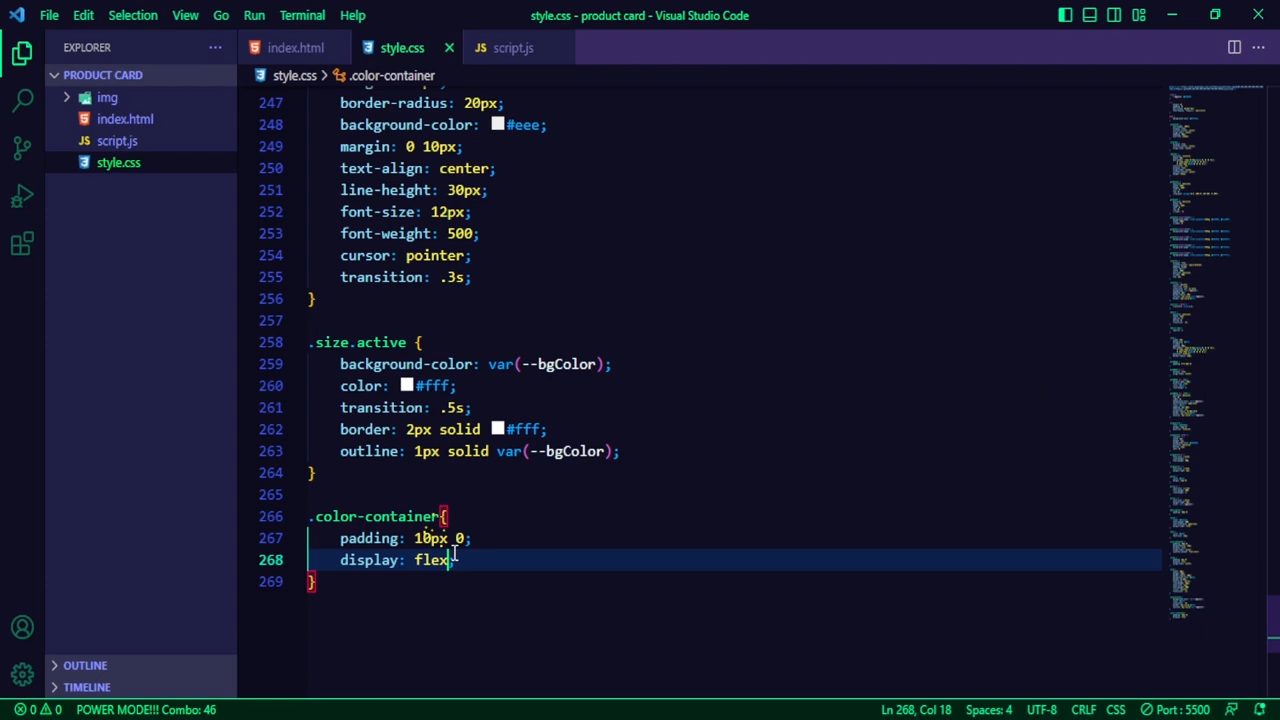 File Edit Selection View Go Run Terminal Help
style.css - product card - Visual Studio Code
EXPLORER
index.html
style.css
JS script.js
PRODUCT CARD
style.css > .color-container
img
index.html
JS script.js
style.css
247 border-radius: 20px;
248 background-color: #eee;
249 margin: 0 10px;
250 text-align: center;
251 line-height: 30px;
252 font-size: 12px;
253 font-weight: 500;
254 cursor: pointer;
255 transition: .3s;
256 }
257
258 .size.active {
259 background-color: var(--bgColor);
260 color: #fff;
261 transition: .5s;
262 border: 2px solid #fff;
263 outline: 1px solid var(--bgColor);
264 }
265
266 .color-container{
267 padding: 10px 0;
268 display: flex;
269 }
OUTLINE
TIMELINE
0 0 POWER MODE!!! Combo: 46
Ln 268, Col 18 Spaces: 4 UTF-8 CRLF CSS Port : 5500